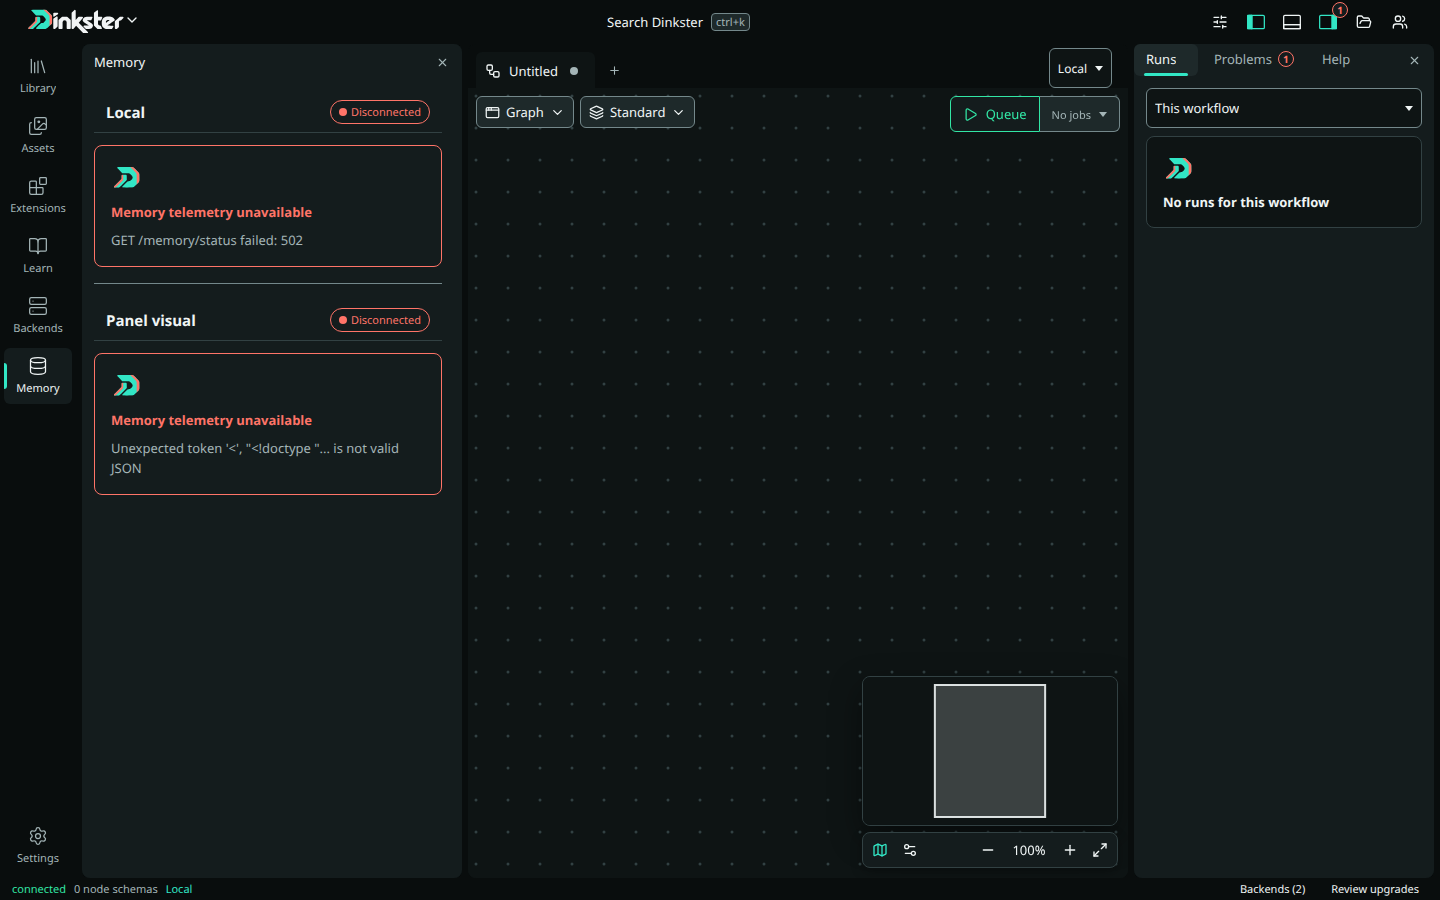 Dinkster
Search Dinkster ctrl+k
1
Library
Assets
Extensions
Learn
Backends
Memory
Settings
Memory
Local
Disconnected
Memory telemetry unavailable
GET /memory/status failed: 502
Panel visual
Disconnected
Memory telemetry unavailable
Unexpected token '<', "<!doctype "... is not valid
JSON
Untitled
Local
Graph
Standard
Queue
No jobs
100%
Runs
Problems 1
Help
This workflow
No runs for this workflow
connected 0 node schemas Local
Backends (2) Review upgrades